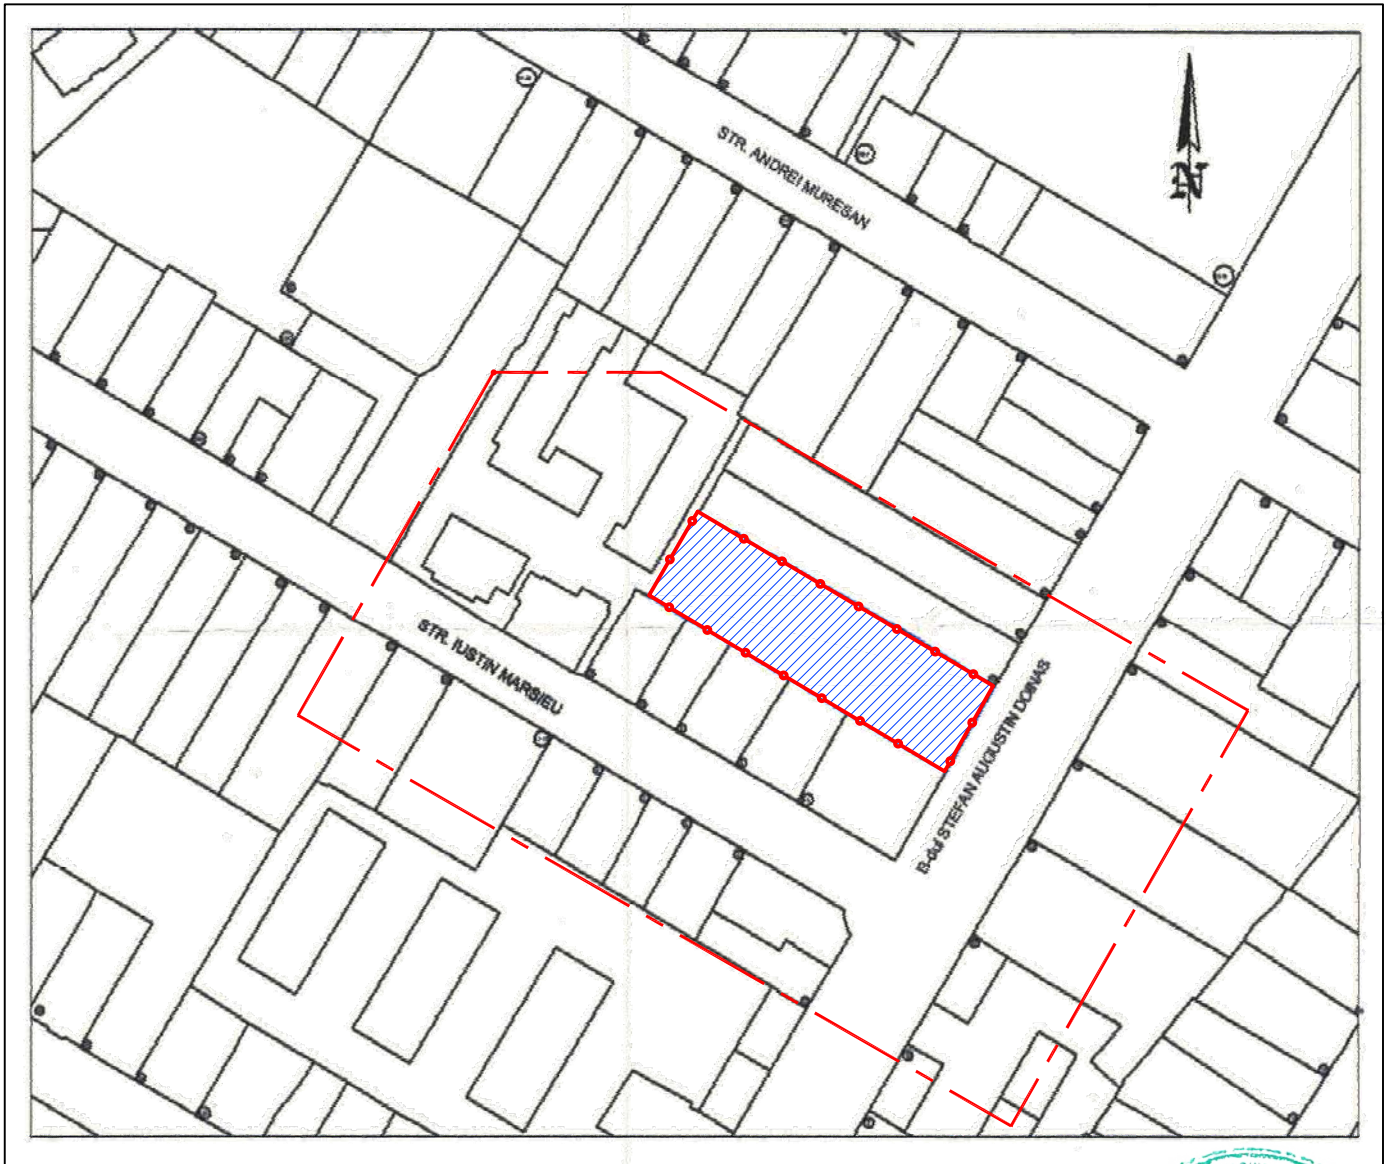 STR. ANDREI MURESAN
N
STR. IUSTIN MARSIEU
B-dul STEFAN AUGUSTIN DOINAS